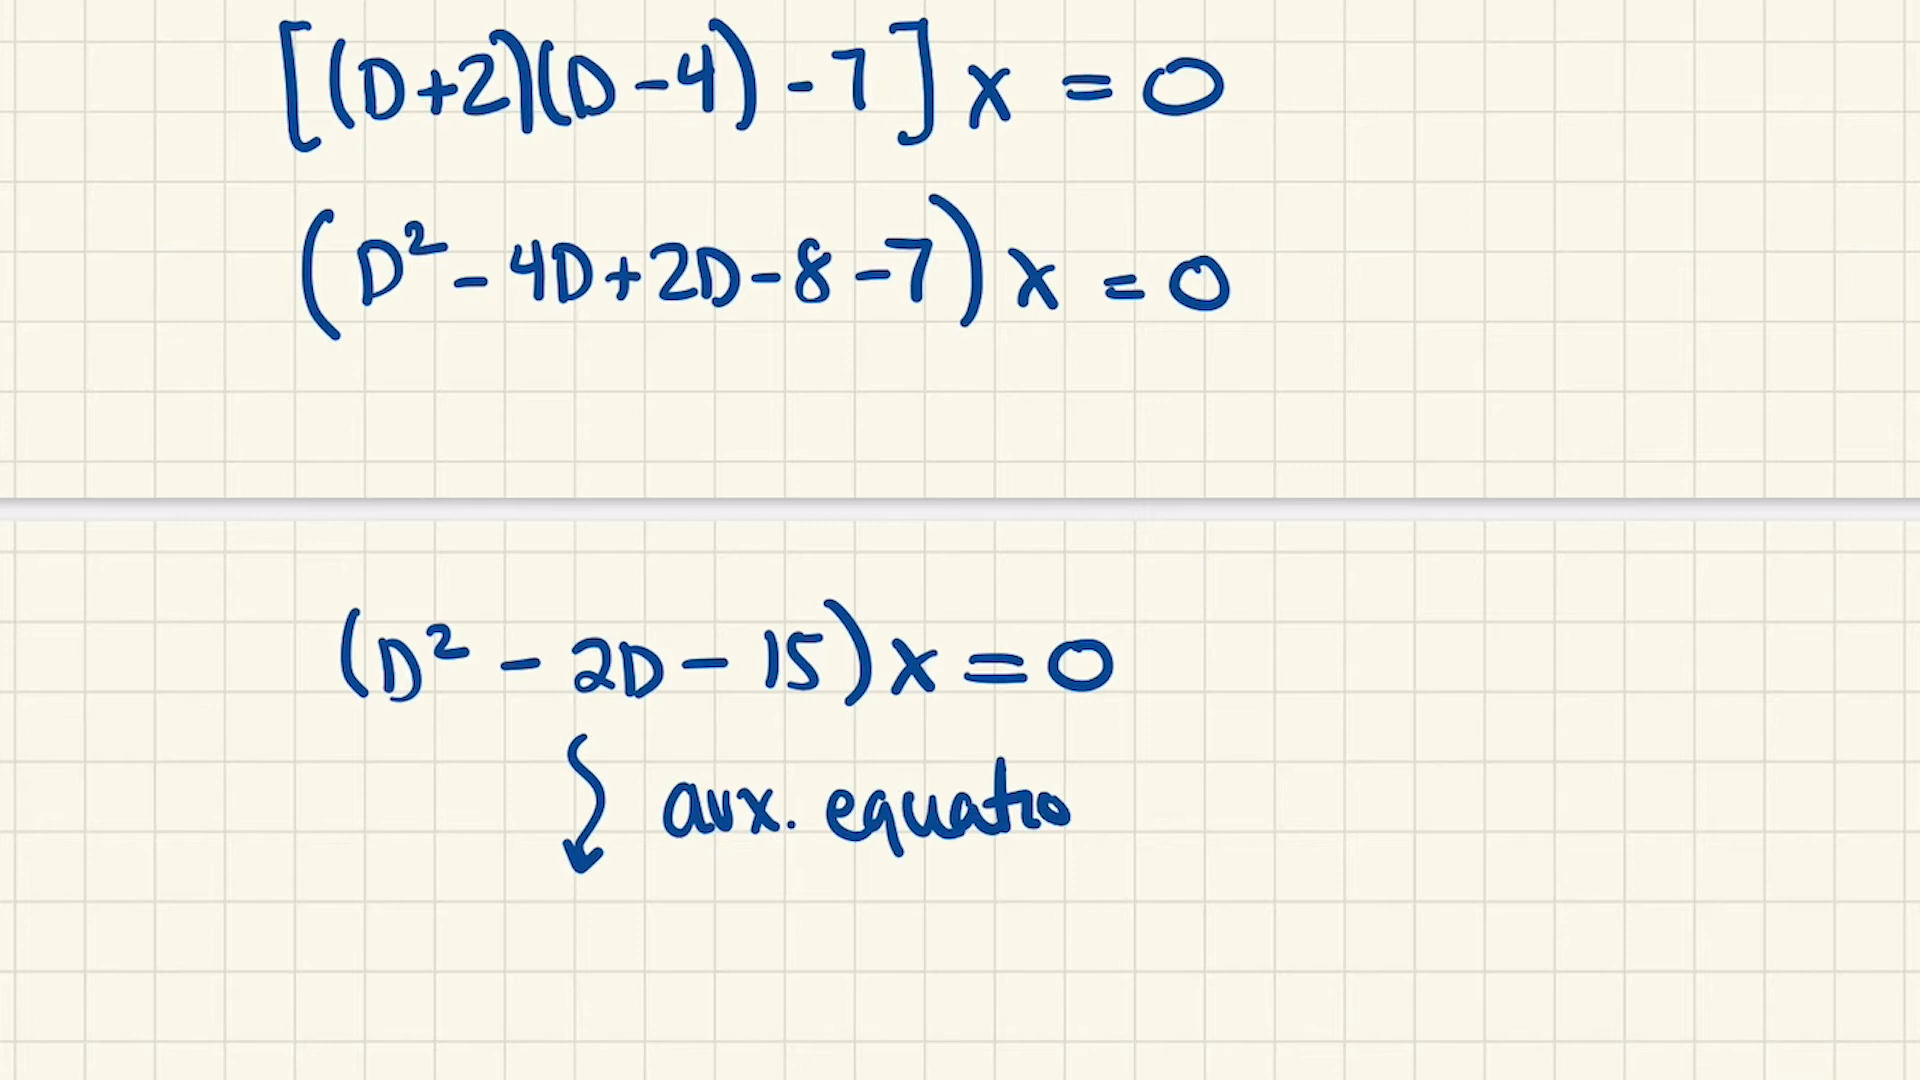 [(D+2)(D-4)-7]x = 0
(D² - 4D+2D-8-7)x = 0
(D² - 2D - 15)x = 0
aux. equatio